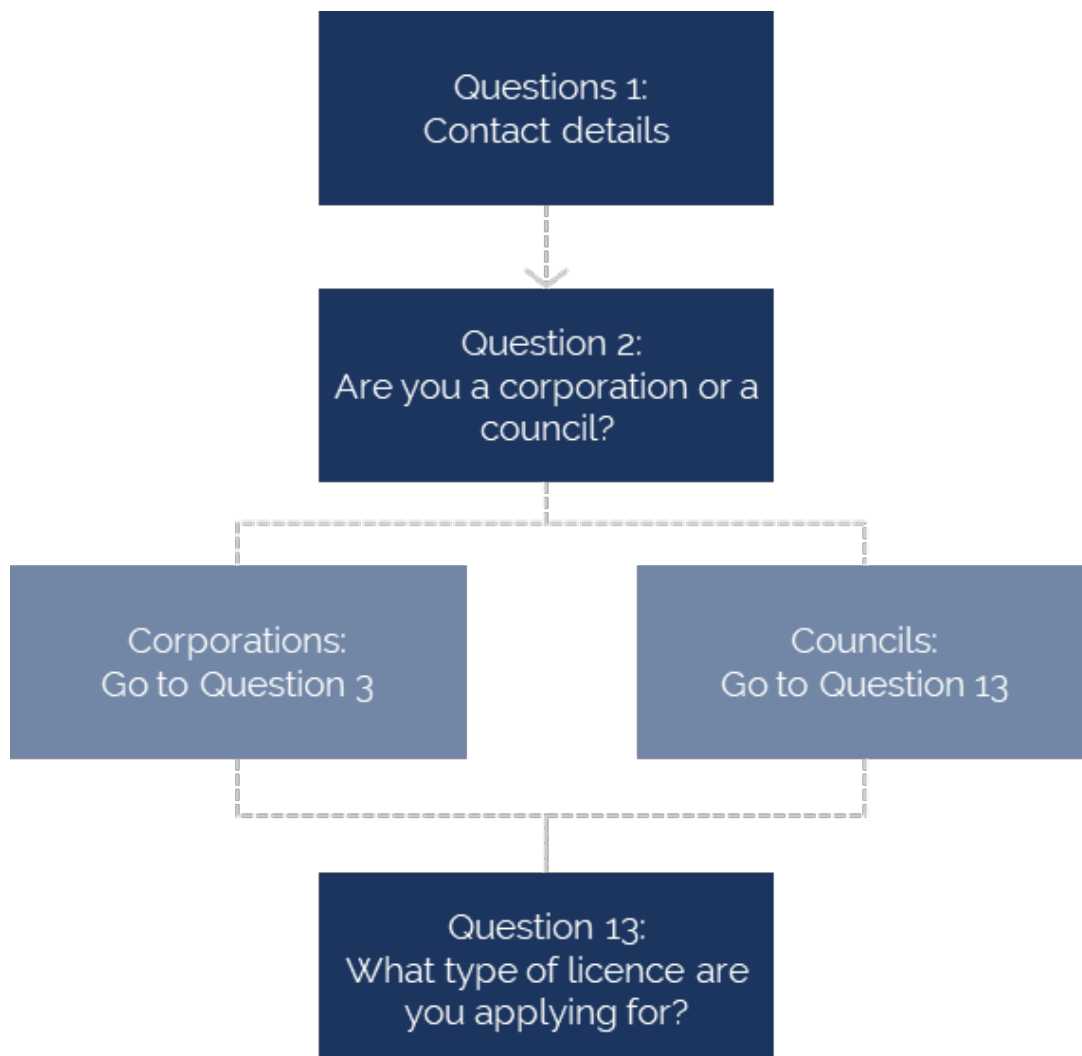 Questions 1:
Contact details
Question 2:
Are you a corporation or a
council?
Corporations:
Go to Question 3
Councils:
Go to Question 13
Question 13:
What type of licence are
you applying for?